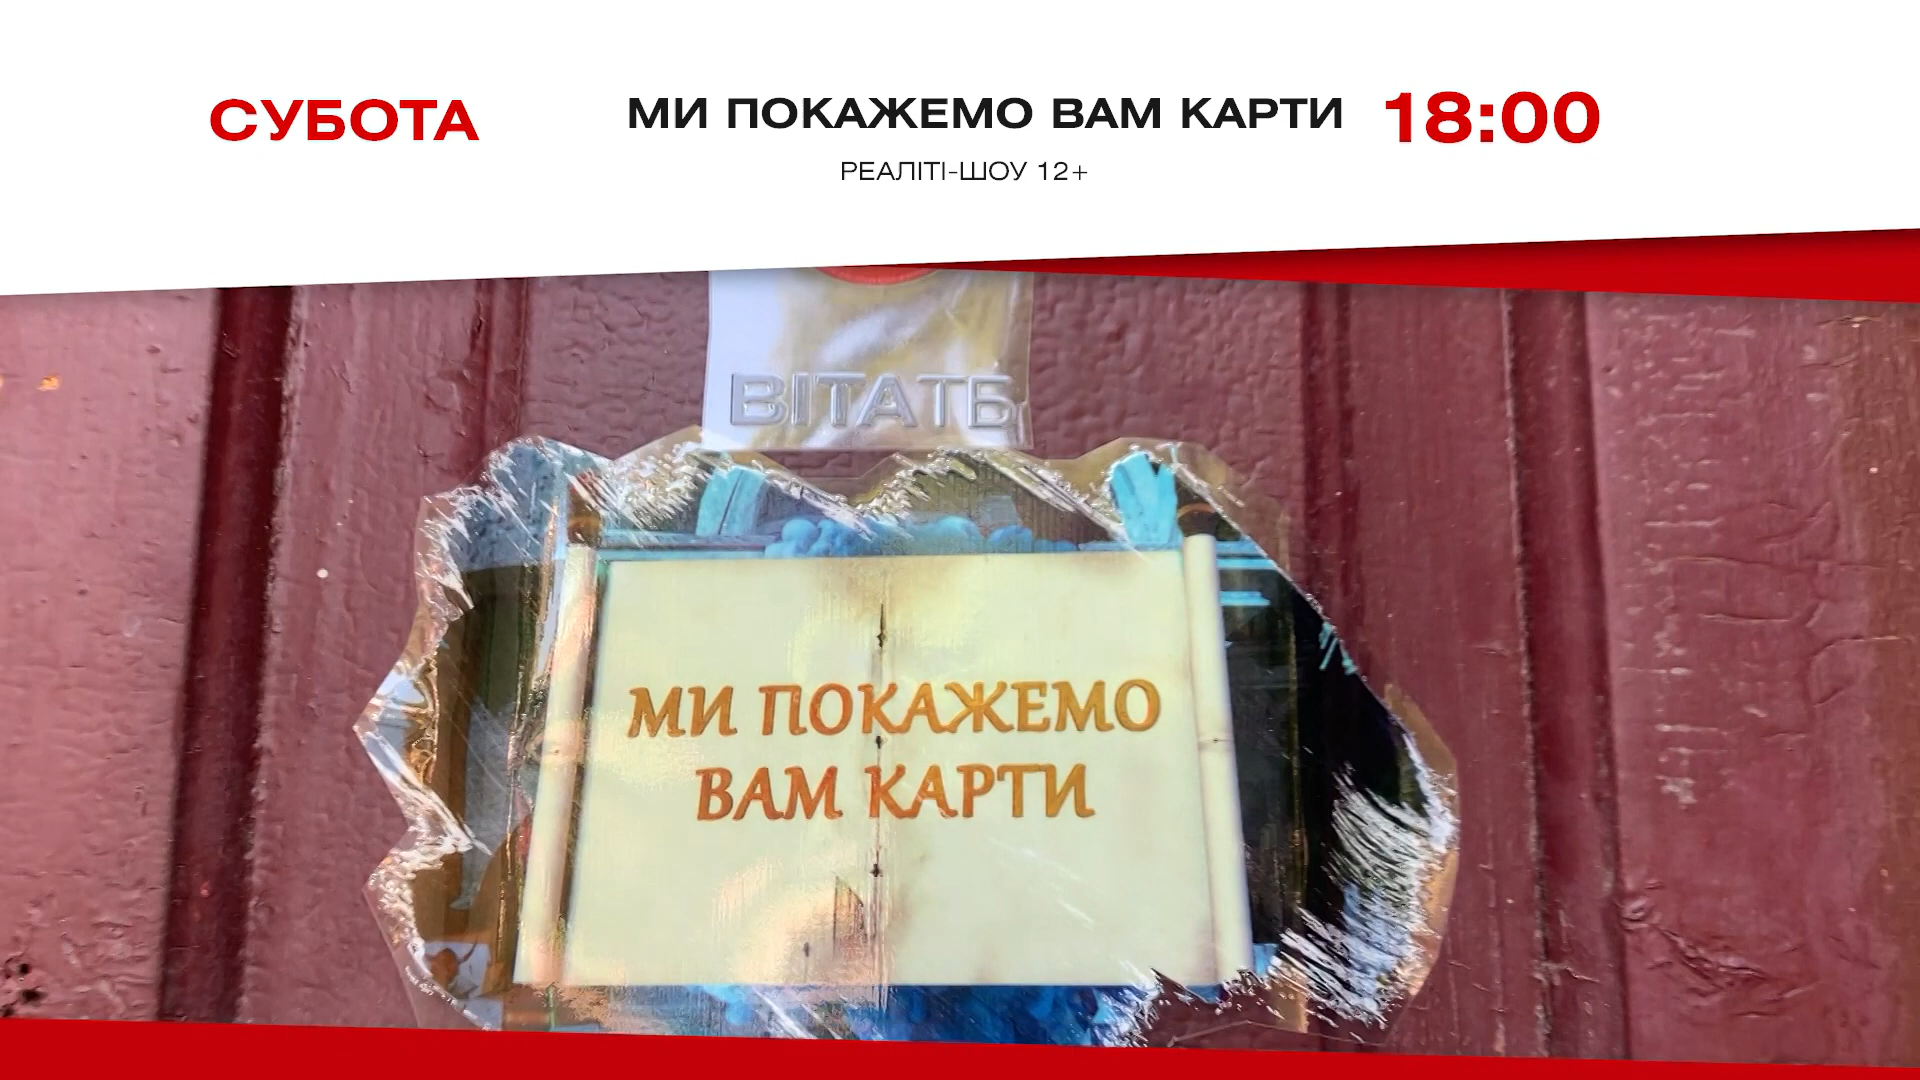 СУБОТА
МИ ПОКАЖЕМО ВАМ КАРТИ 18:00
РЕАЛІТІ-ШОУ 12+
ВІТАТБ
МИ ПОКАЖЕМО
ВАМ КАРТИ